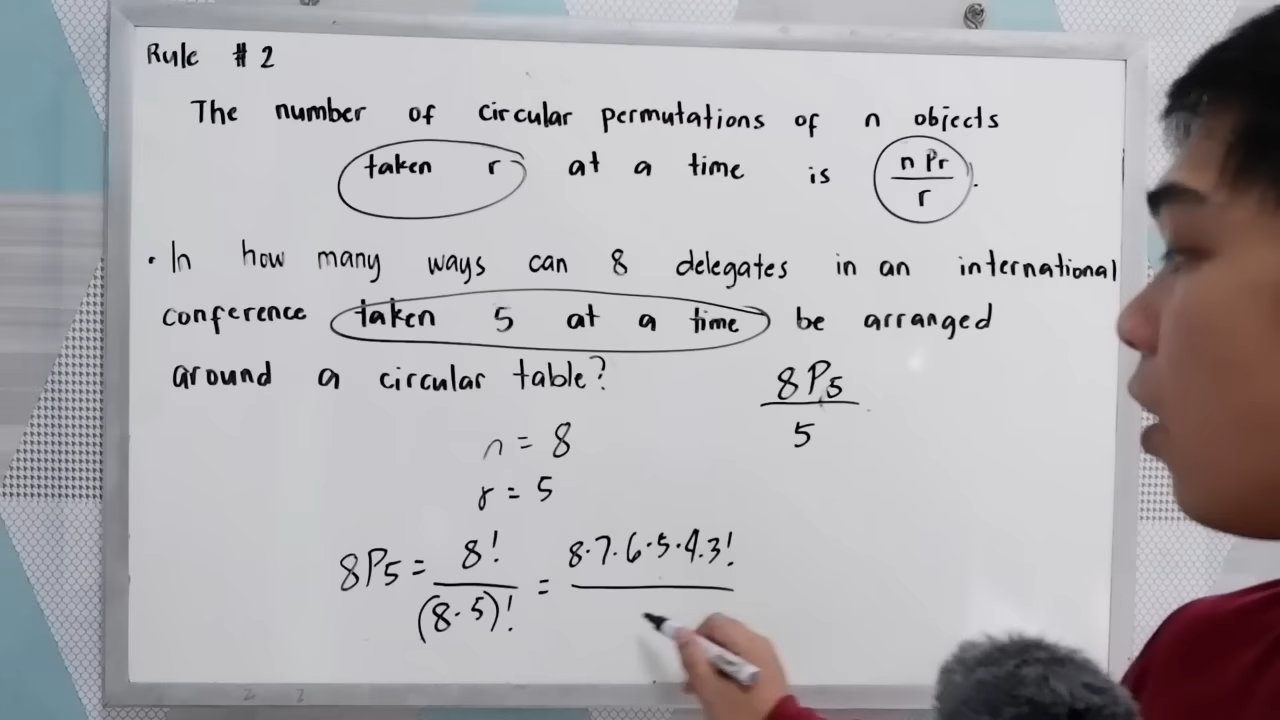 Rule # 2
The number of circular permutations of n objects
taken r at a time is nPr/r.
• In how many ways can 8 delegates in an international
conference taken 5 at a time be arranged
around a circular table?
8P5
5
n = 8
r = 5
8P5 = 8!/(8·5)! = 8·7·6·5·4·3!